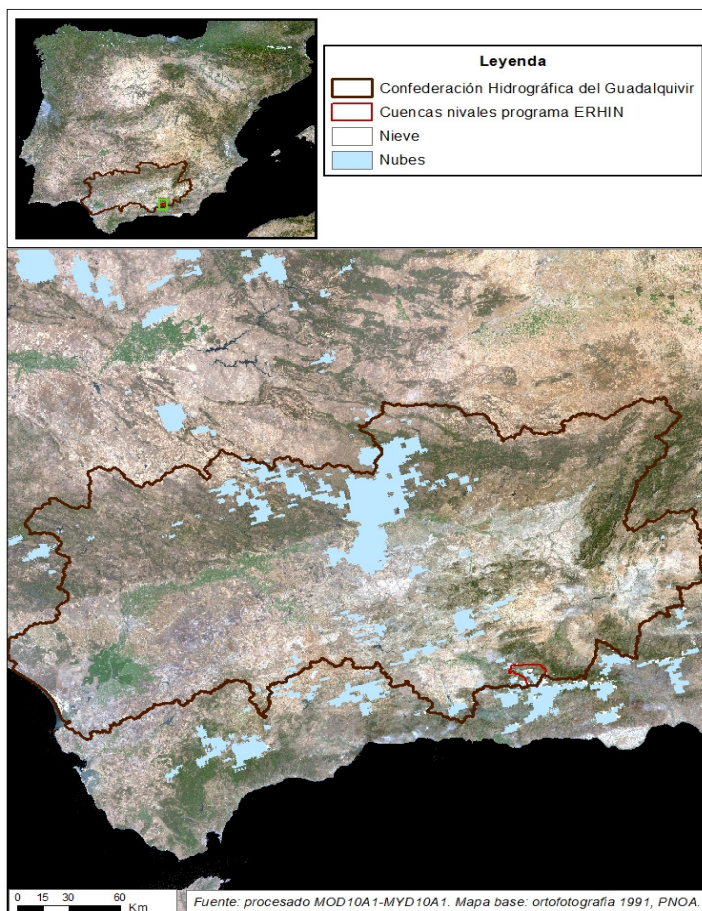 Leyenda
Confederación Hidrográfica del Guadalquivir
Cuencas nivales programa ERHIN
Nieve
Nubes
0 15 30 60
Km
Fuente: procesado MOD10A1-MYD10A1. Mapa base: ortofotografia 1991, PNOA.